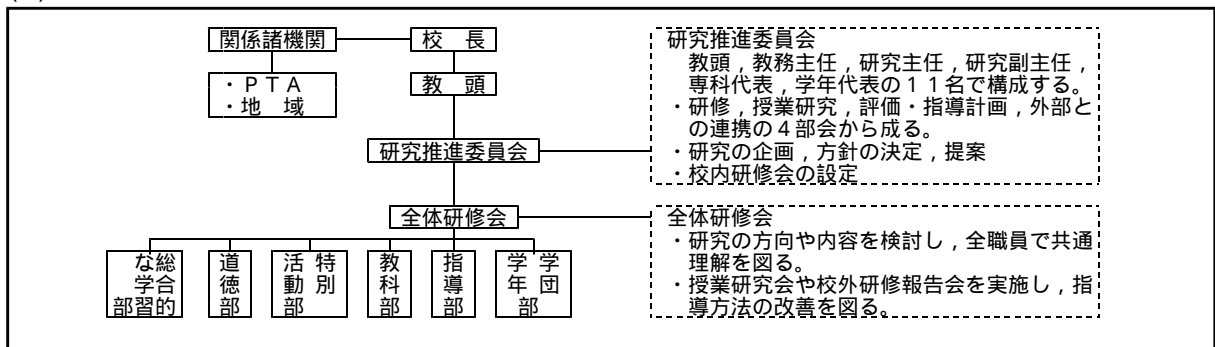 関係諸機関
校　長
・ＰＴＡ
・地　域
教　頭
研究推進委員会
全体研修会
総合的な学習部
道徳部
特別活動部
教科部
指導部
学団学年部
研究推進委員会
教頭，教務主任，研究主任，研究副主任，
専科代表，学年代表の１１名で構成する。
・研修，授業研究，評価・指導計画，外部と
の連携の４部会から成る。
・研究の企画，方針の決定，提案
・校内研修会の設定
全体研修会
・研究の方向や内容を検討し，全職員で共通
理解を図る。
・授業研究会や校外研修報告会を実施し，指
導方法の改善を図る。